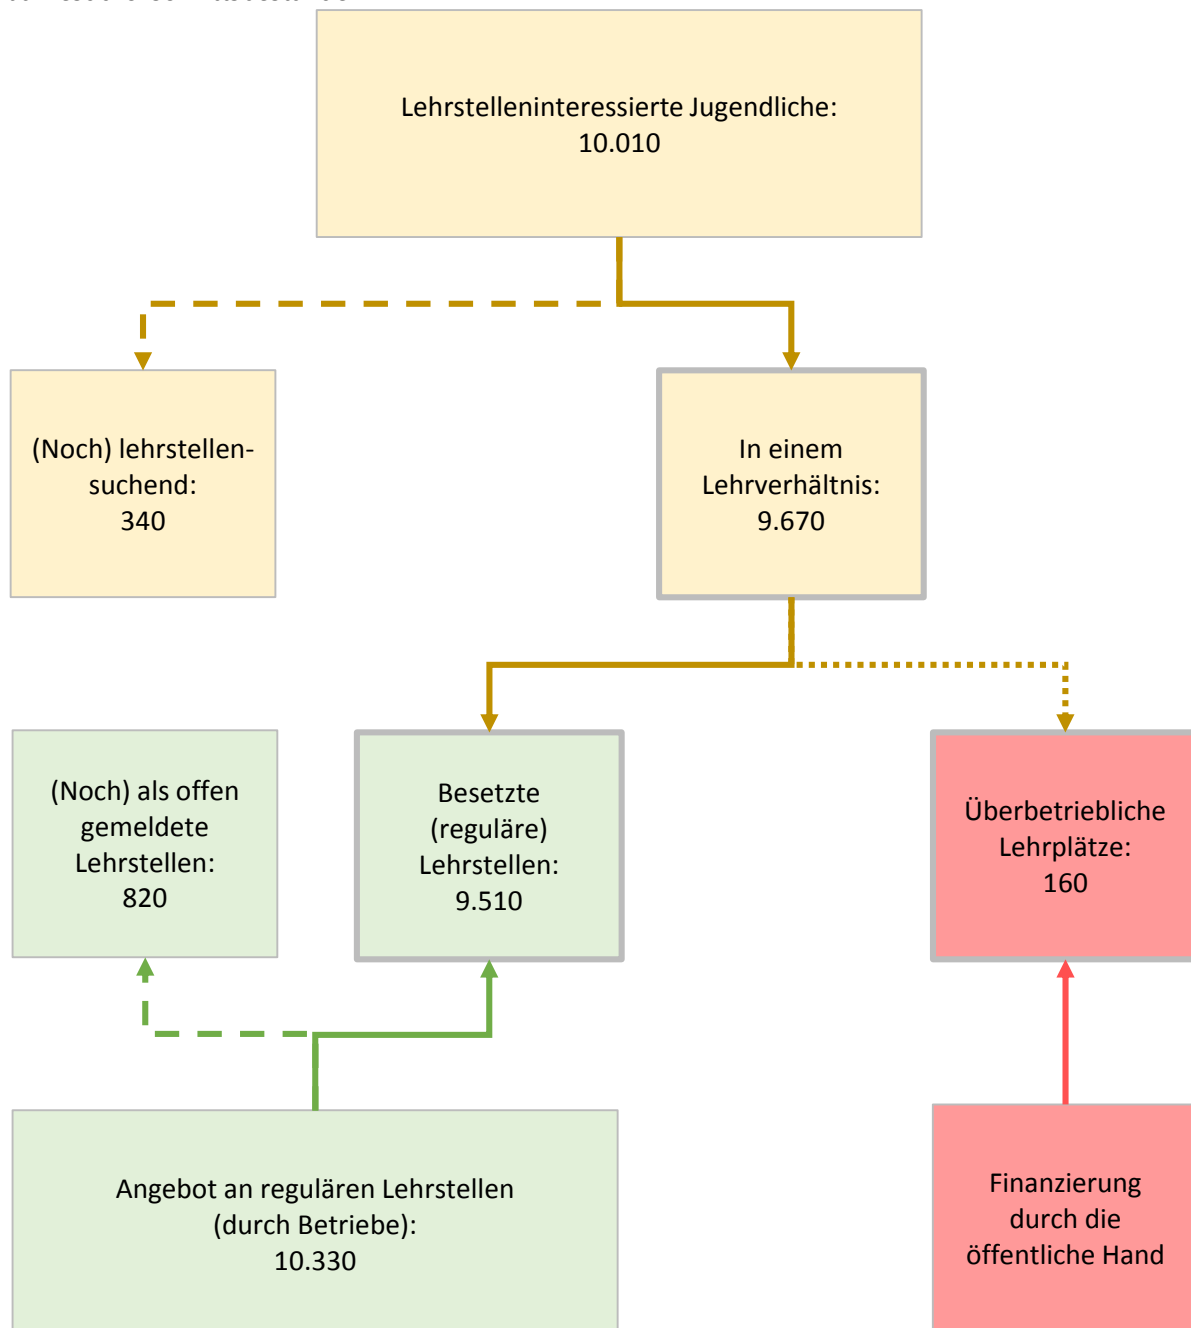 Lehrstelleninteressierte Jugendliche:
10.010
(Noch) lehrstellen-
suchend:
340
In einem
Lehrverhältnis:
9.670
(Noch) als offen
gemeldete
Lehrstellen:
820
Besetzte
(reguläre)
Lehrstellen:
9.510
Überbetriebliche
Lehrplätze:
160
Angebot an regulären Lehrstellen
(durch Betriebe):
10.330
Finanzierung
durch die
öffentliche Hand